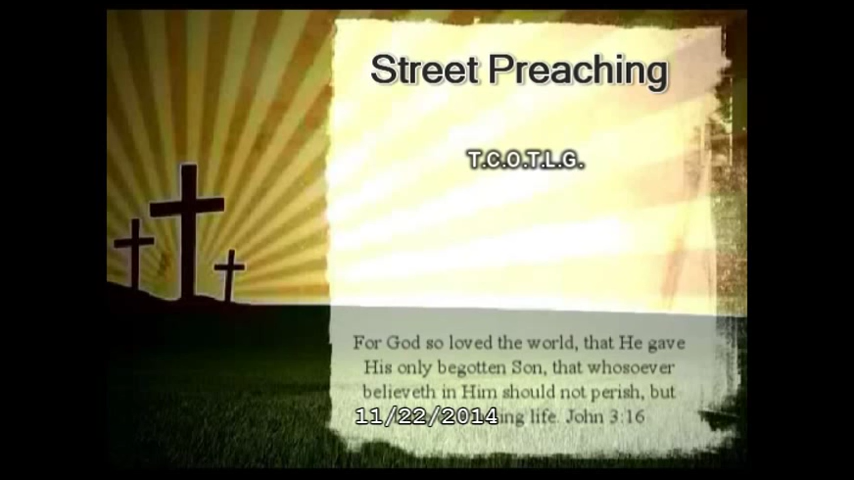 Street Preaching
T.C.O.T.L.G.
For God so loved the world, that He gave
His only begotten Son, that whosoever
believeth in Him should not perish, but
11/22/2014
ing life. John 3:16